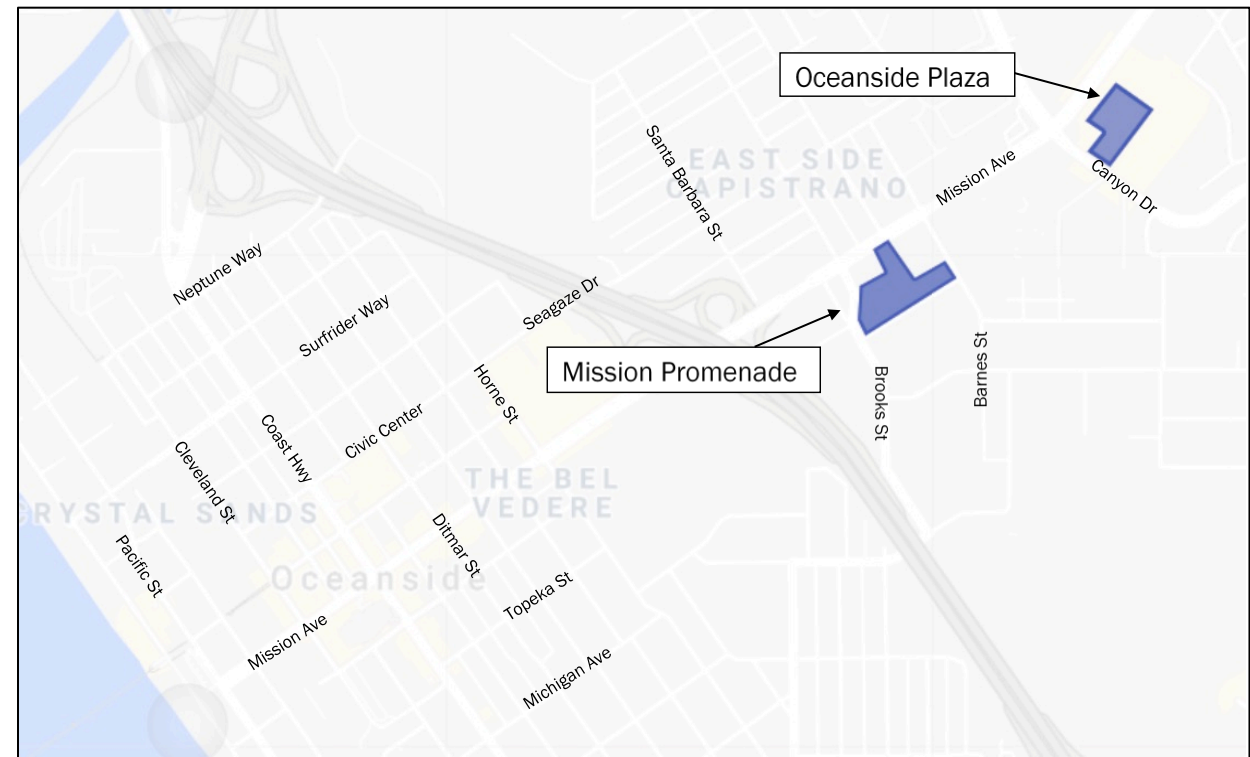 Oceanside Plaza
EAST SIDE
CAPISTRANO
Santa Barbara St
Mission Ave
Canyon Dr
Neptune Way
Surfrider Way
Seagaze Dr
Mission Promenade
Horne St
Brooks St
Barnes St
Civic Center
Coast Hwy
Cleveland St
THE BEL
VEDERE
RYSTAL SANDS
Pacific St
Ditmar St
Oceanside
Topeka St
Mission Ave
Michigan Ave